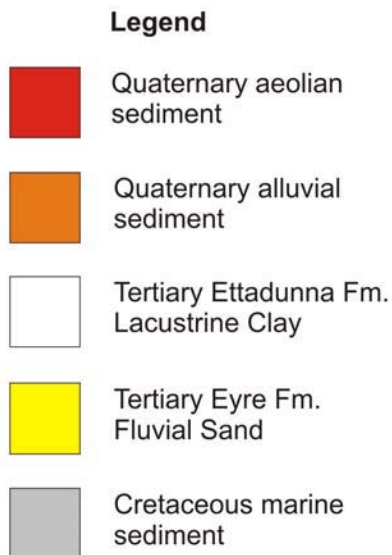 Legend
Quaternary aeolian
sediment
Quaternary alluvial
sediment
Tertiary Ettadunna Fm.
Lacustrine Clay
Tertiary Eyre Fm.
Fluvial Sand
Cretaceous marine
sediment